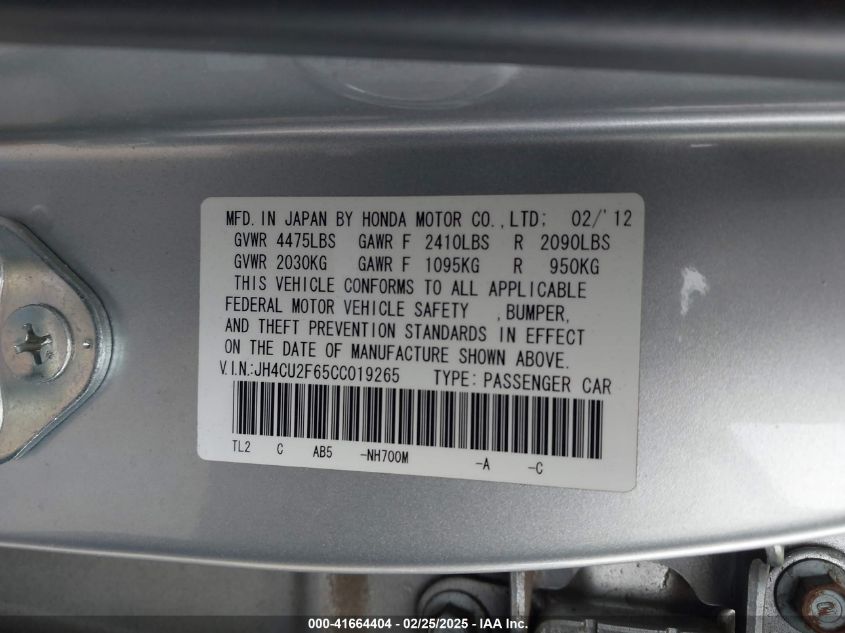 MFD. IN JAPAN BY HONDA MOTOR CO.,LTD; 02/'12
GVWR 4475LBS GAWR F 2410LBS R 2090LBS
GVWR 2030KG GAWR F 1095KG R 950KG
THIS VEHICLE CONFORMS TO ALL APPLICABLE
FEDERAL MOTOR VEHICLE SAFETY ,BUMPER,
AND THEFT PREVENTION STANDARDS IN EFFECT
ON THE DATE OF MANUFACTURE SHOWN ABOVE.
V.I.N.:JH4CU2F65CC019265 TYPE: PASSENGER CAR
TL2 C AB5 -NH700M -A -C
000-41664404 - 02/25/2025 - IAA Inc.